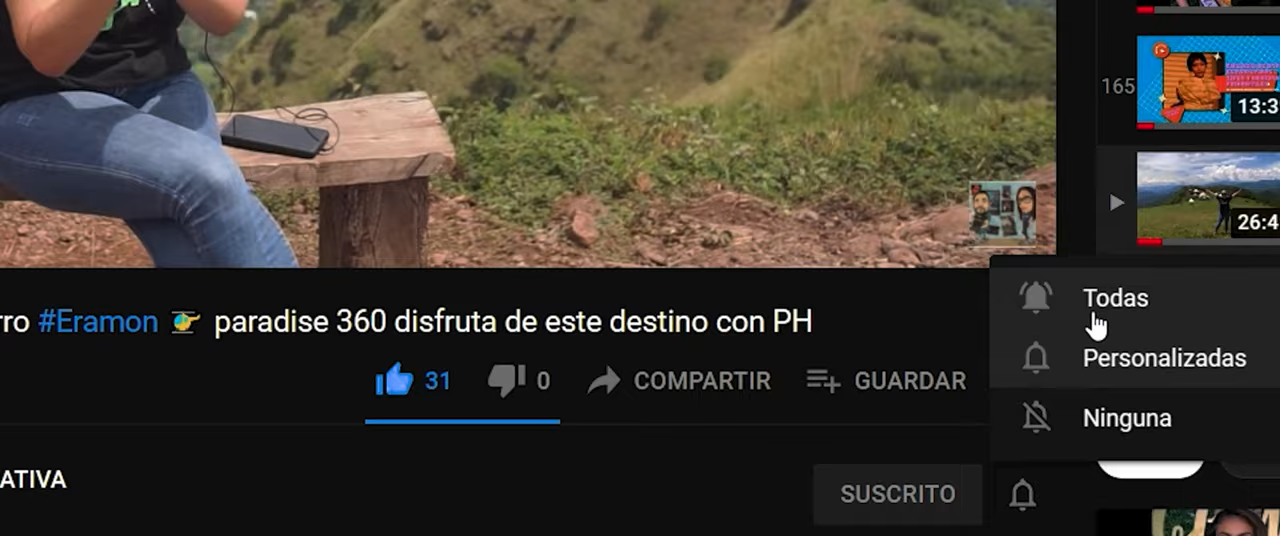 165
13:3
26:4
rro #Eramon 👉 paradise 360 disfruta de este destino con PH
31 0 COMPARTIR GUARDAR
Todas
Personalizadas
Ninguna
ATIVA
SUSCRITO